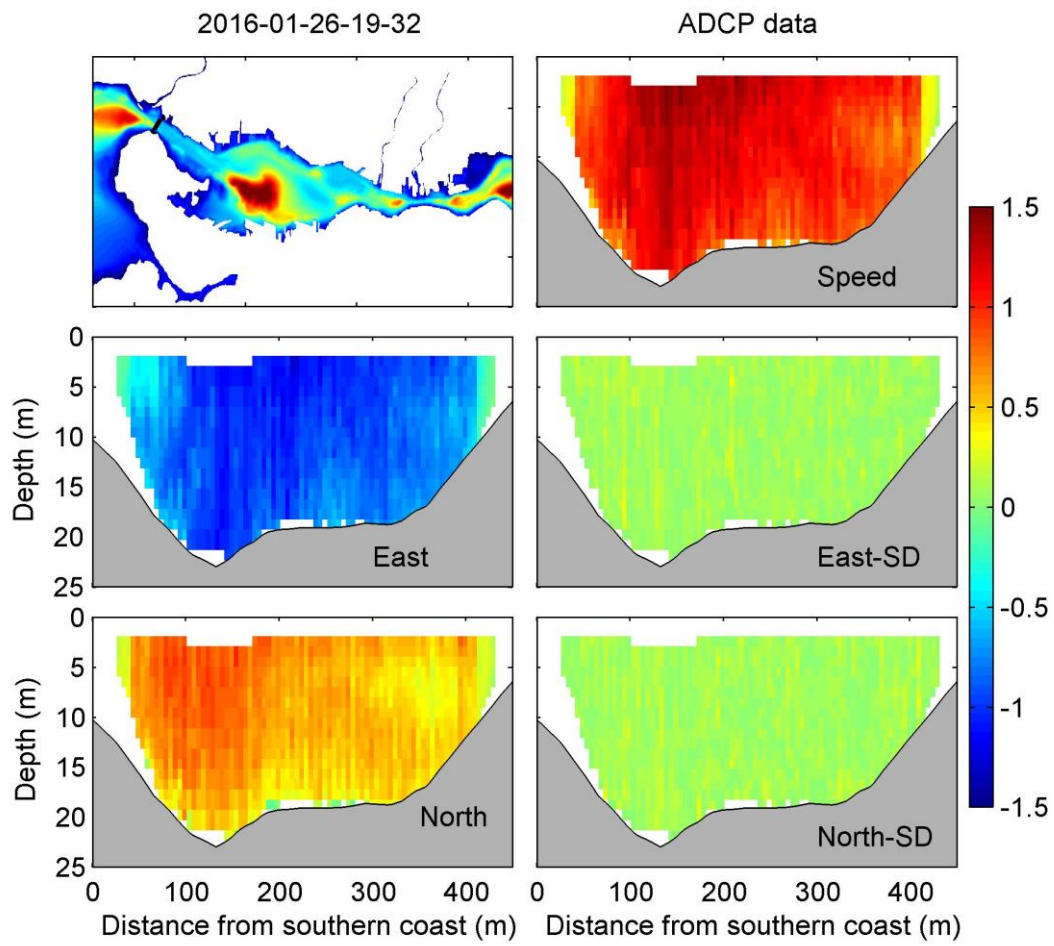 2016-01-26-19-32
ADCP data
Speed
1.5
1
0.5
0
-0.5
-1
-1.5
0
5
10
15
20
25
Depth (m)
East
East-SD
0
5
10
15
20
25
Depth (m)
North
North-SD
0 100 200 300 400
0 100 200 300 400
Distance from southern coast (m)
Distance from southern coast (m)